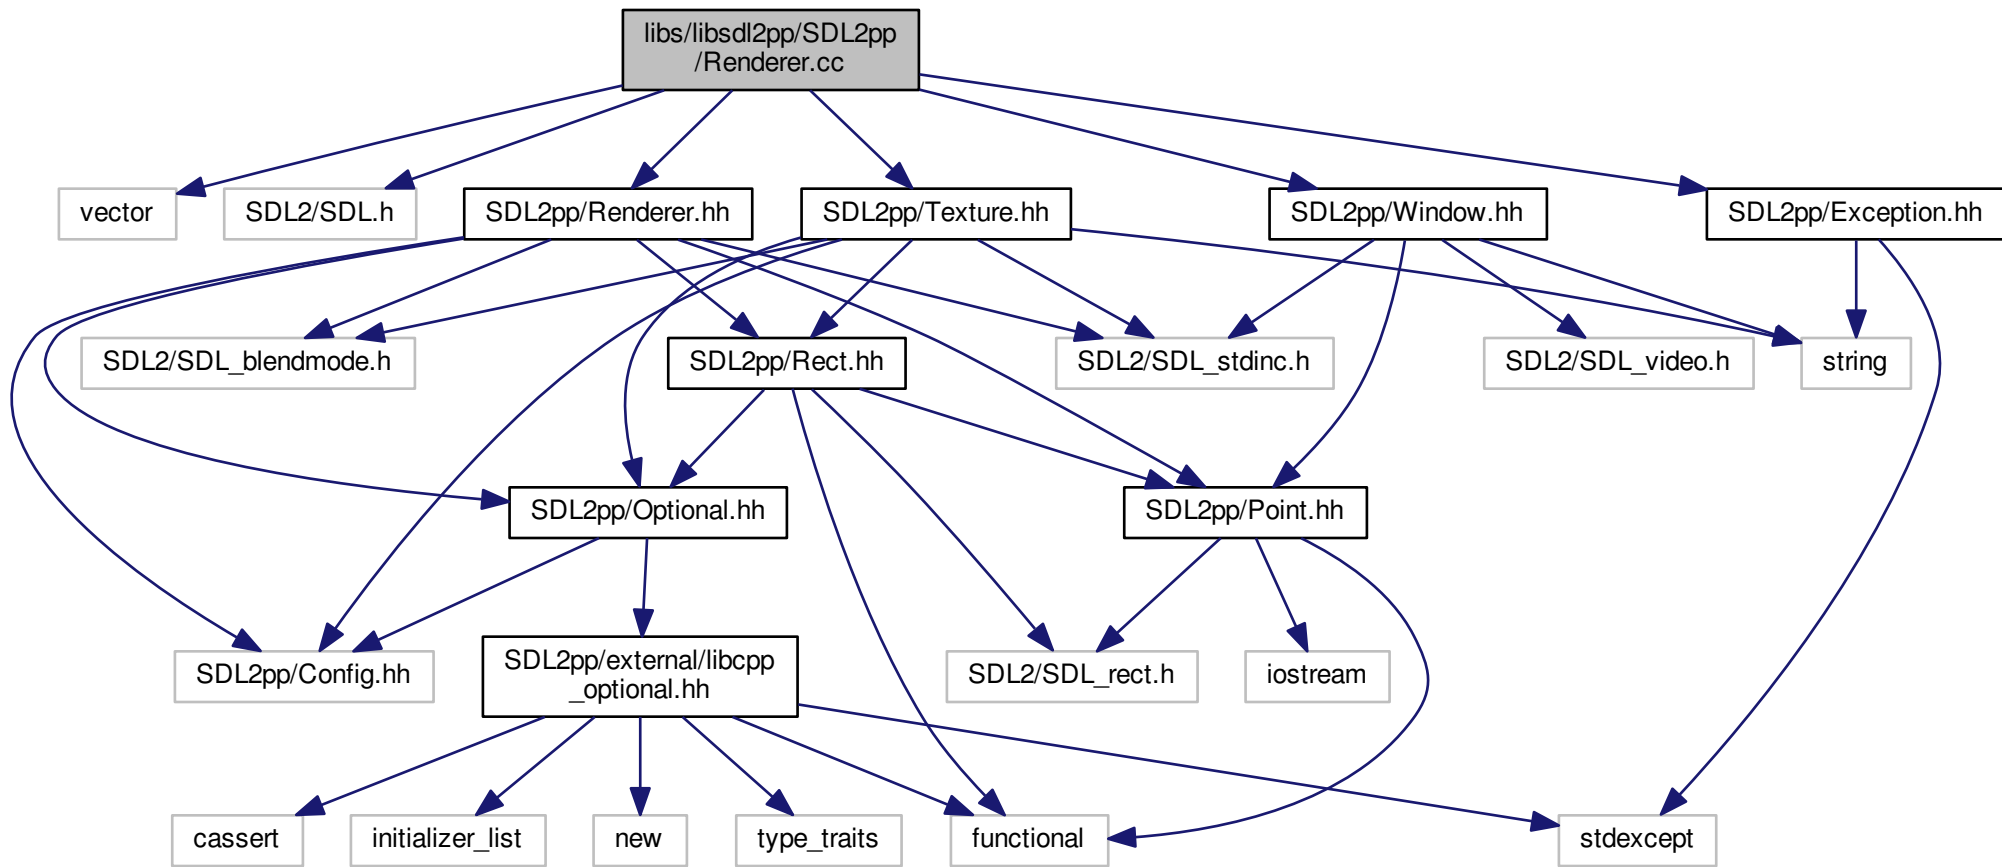 libs/libsdl2pp/SDL2pp
/Renderer.cc
vector
SDL2/SDL.h
SDL2pp/Renderer.hh
SDL2pp/Texture.hh
SDL2pp/Window.hh
SDL2pp/Exception.hh
SDL2/SDL_blendmode.h
SDL2pp/Rect.hh
SDL2/SDL_stdinc.h
SDL2/SDL_video.h
string
SDL2pp/Optional.hh
SDL2pp/Point.hh
SDL2pp/Config.hh
SDL2pp/external/libcpp
_optional.hh
SDL2/SDL_rect.h
iostream
cassert
initializer_list
new
type_traits
functional
stdexcept